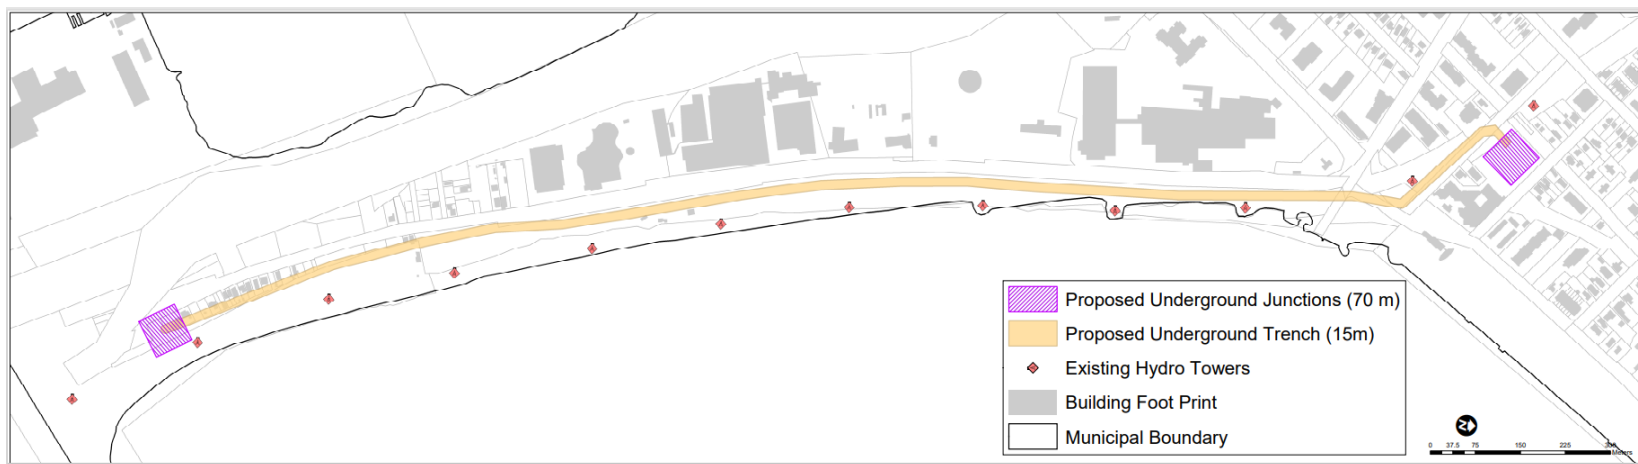 Proposed Underground Junctions (70 m)
Proposed Underground Trench (15m)
Existing Hydro Towers
Building Foot Print
Municipal Boundary
N
0 37.5 75 150 225 300
Meters